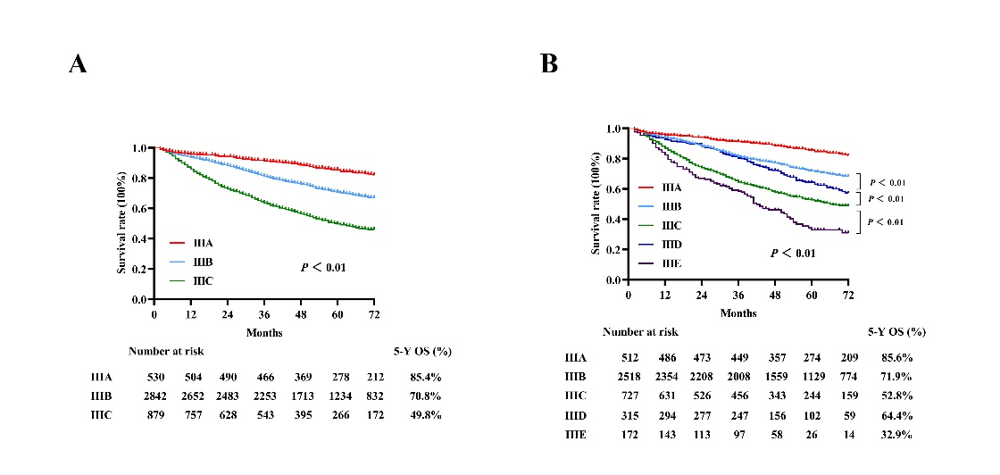 A
Survival rate (100%)
1.0
0.8
0.6
0.4
0.2
0.0
IIIA
IIIB
IIIC
P < 0.01
0 12 24 36 48 60 72
Months
Number at risk 5-Y OS (%)
IIIA 530 504 490 466 369 278 212 85.4%
IIIB 2842 2652 2483 2253 1713 1234 832 70.8%
IIIC 879 757 628 543 395 266 172 49.8%
B
Survival rate (100%)
1.0
0.8
0.6
0.4
0.2
0.0
IIIA
IIIB
IIIC
IIID
IIIE
P < 0.01
P < 0.01
P < 0.01
P < 0.01
0 12 24 36 48 60 72
Months
Number at risk 5-Y OS (%)
IIIA 512 486 473 449 357 274 209 85.6%
IIIB 2518 2354 2208 2008 1559 1129 774 71.9%
IIIC 727 631 526 456 343 244 159 52.8%
IIID 315 294 277 247 156 102 59 64.4%
IIIE 172 143 113 97 58 26 14 32.9%